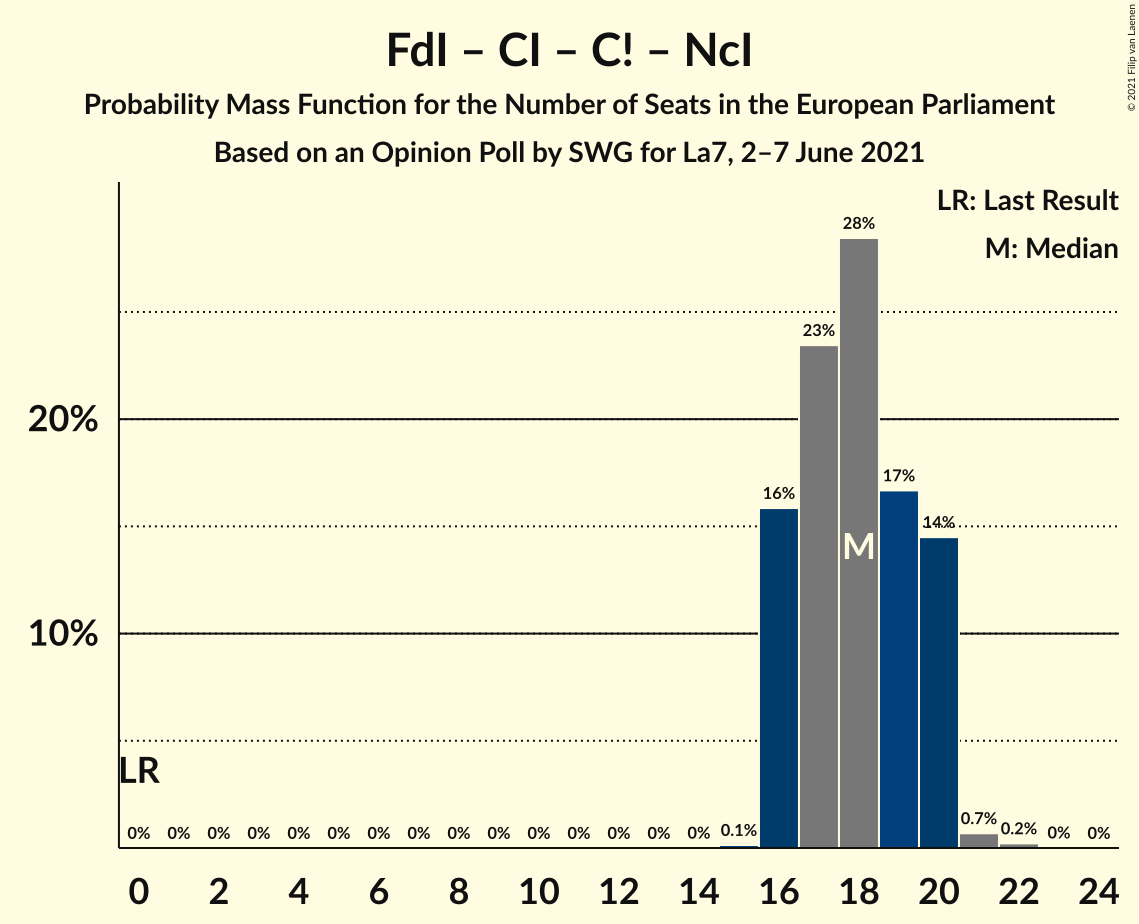 FdI – CI – C! – NcI
Probability Mass Function for the Number of Seats in the European Parliament
Based on an Opinion Poll by SWG for La7, 2–7 June 2021
© 2021 Filip van Laenen
LR: Last Result
M: Median
28%
23%
20%
17%
16%
14%
M
10%
LR
0% 0% 0% 0% 0% 0% 0% 0% 0% 0% 0% 0% 0% 0% 0% 0.1% 0.7% 0.2% 0% 0%
0 2 4 6 8 10 12 14 16 18 20 22 24